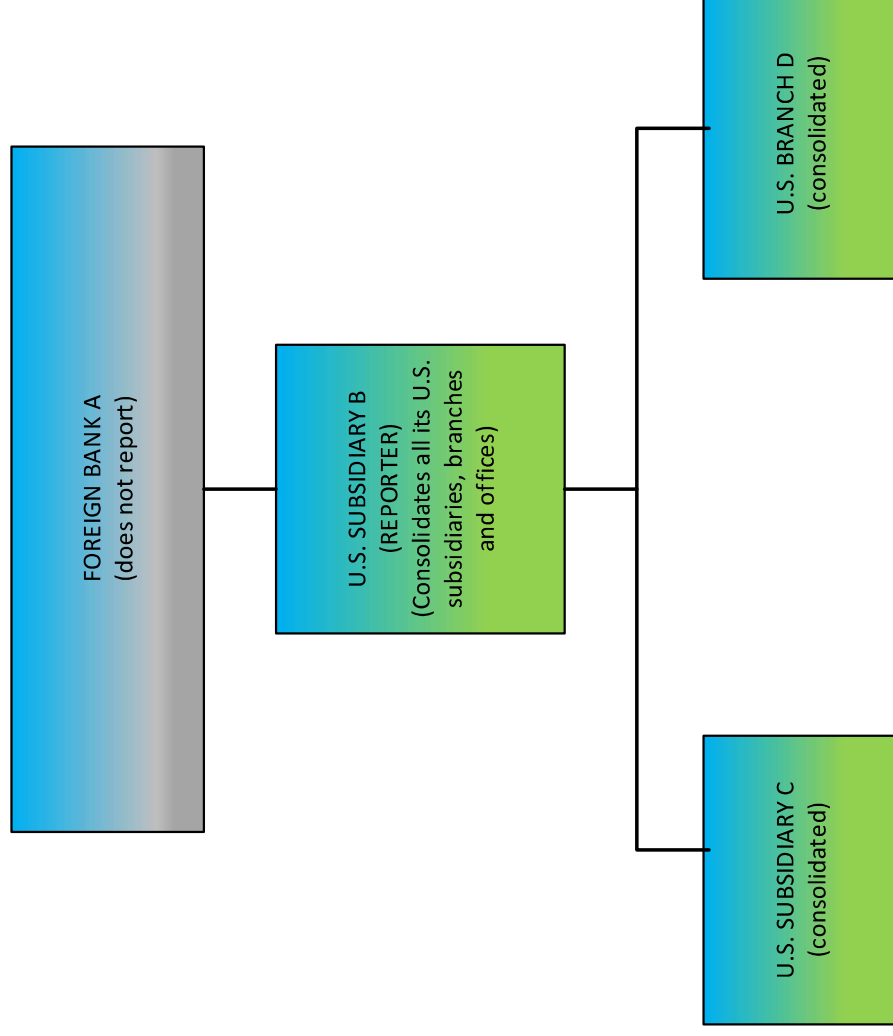 FOREIGN BANK A
(does not report)
U.S. SUBSIDIARY B
(REPORTER)
(Consolidates all its U.S.
subsidiaries, branches
and offices)
U.S. SUBSIDIARY C
(consolidated)
U.S. BRANCH D
(consolidated)